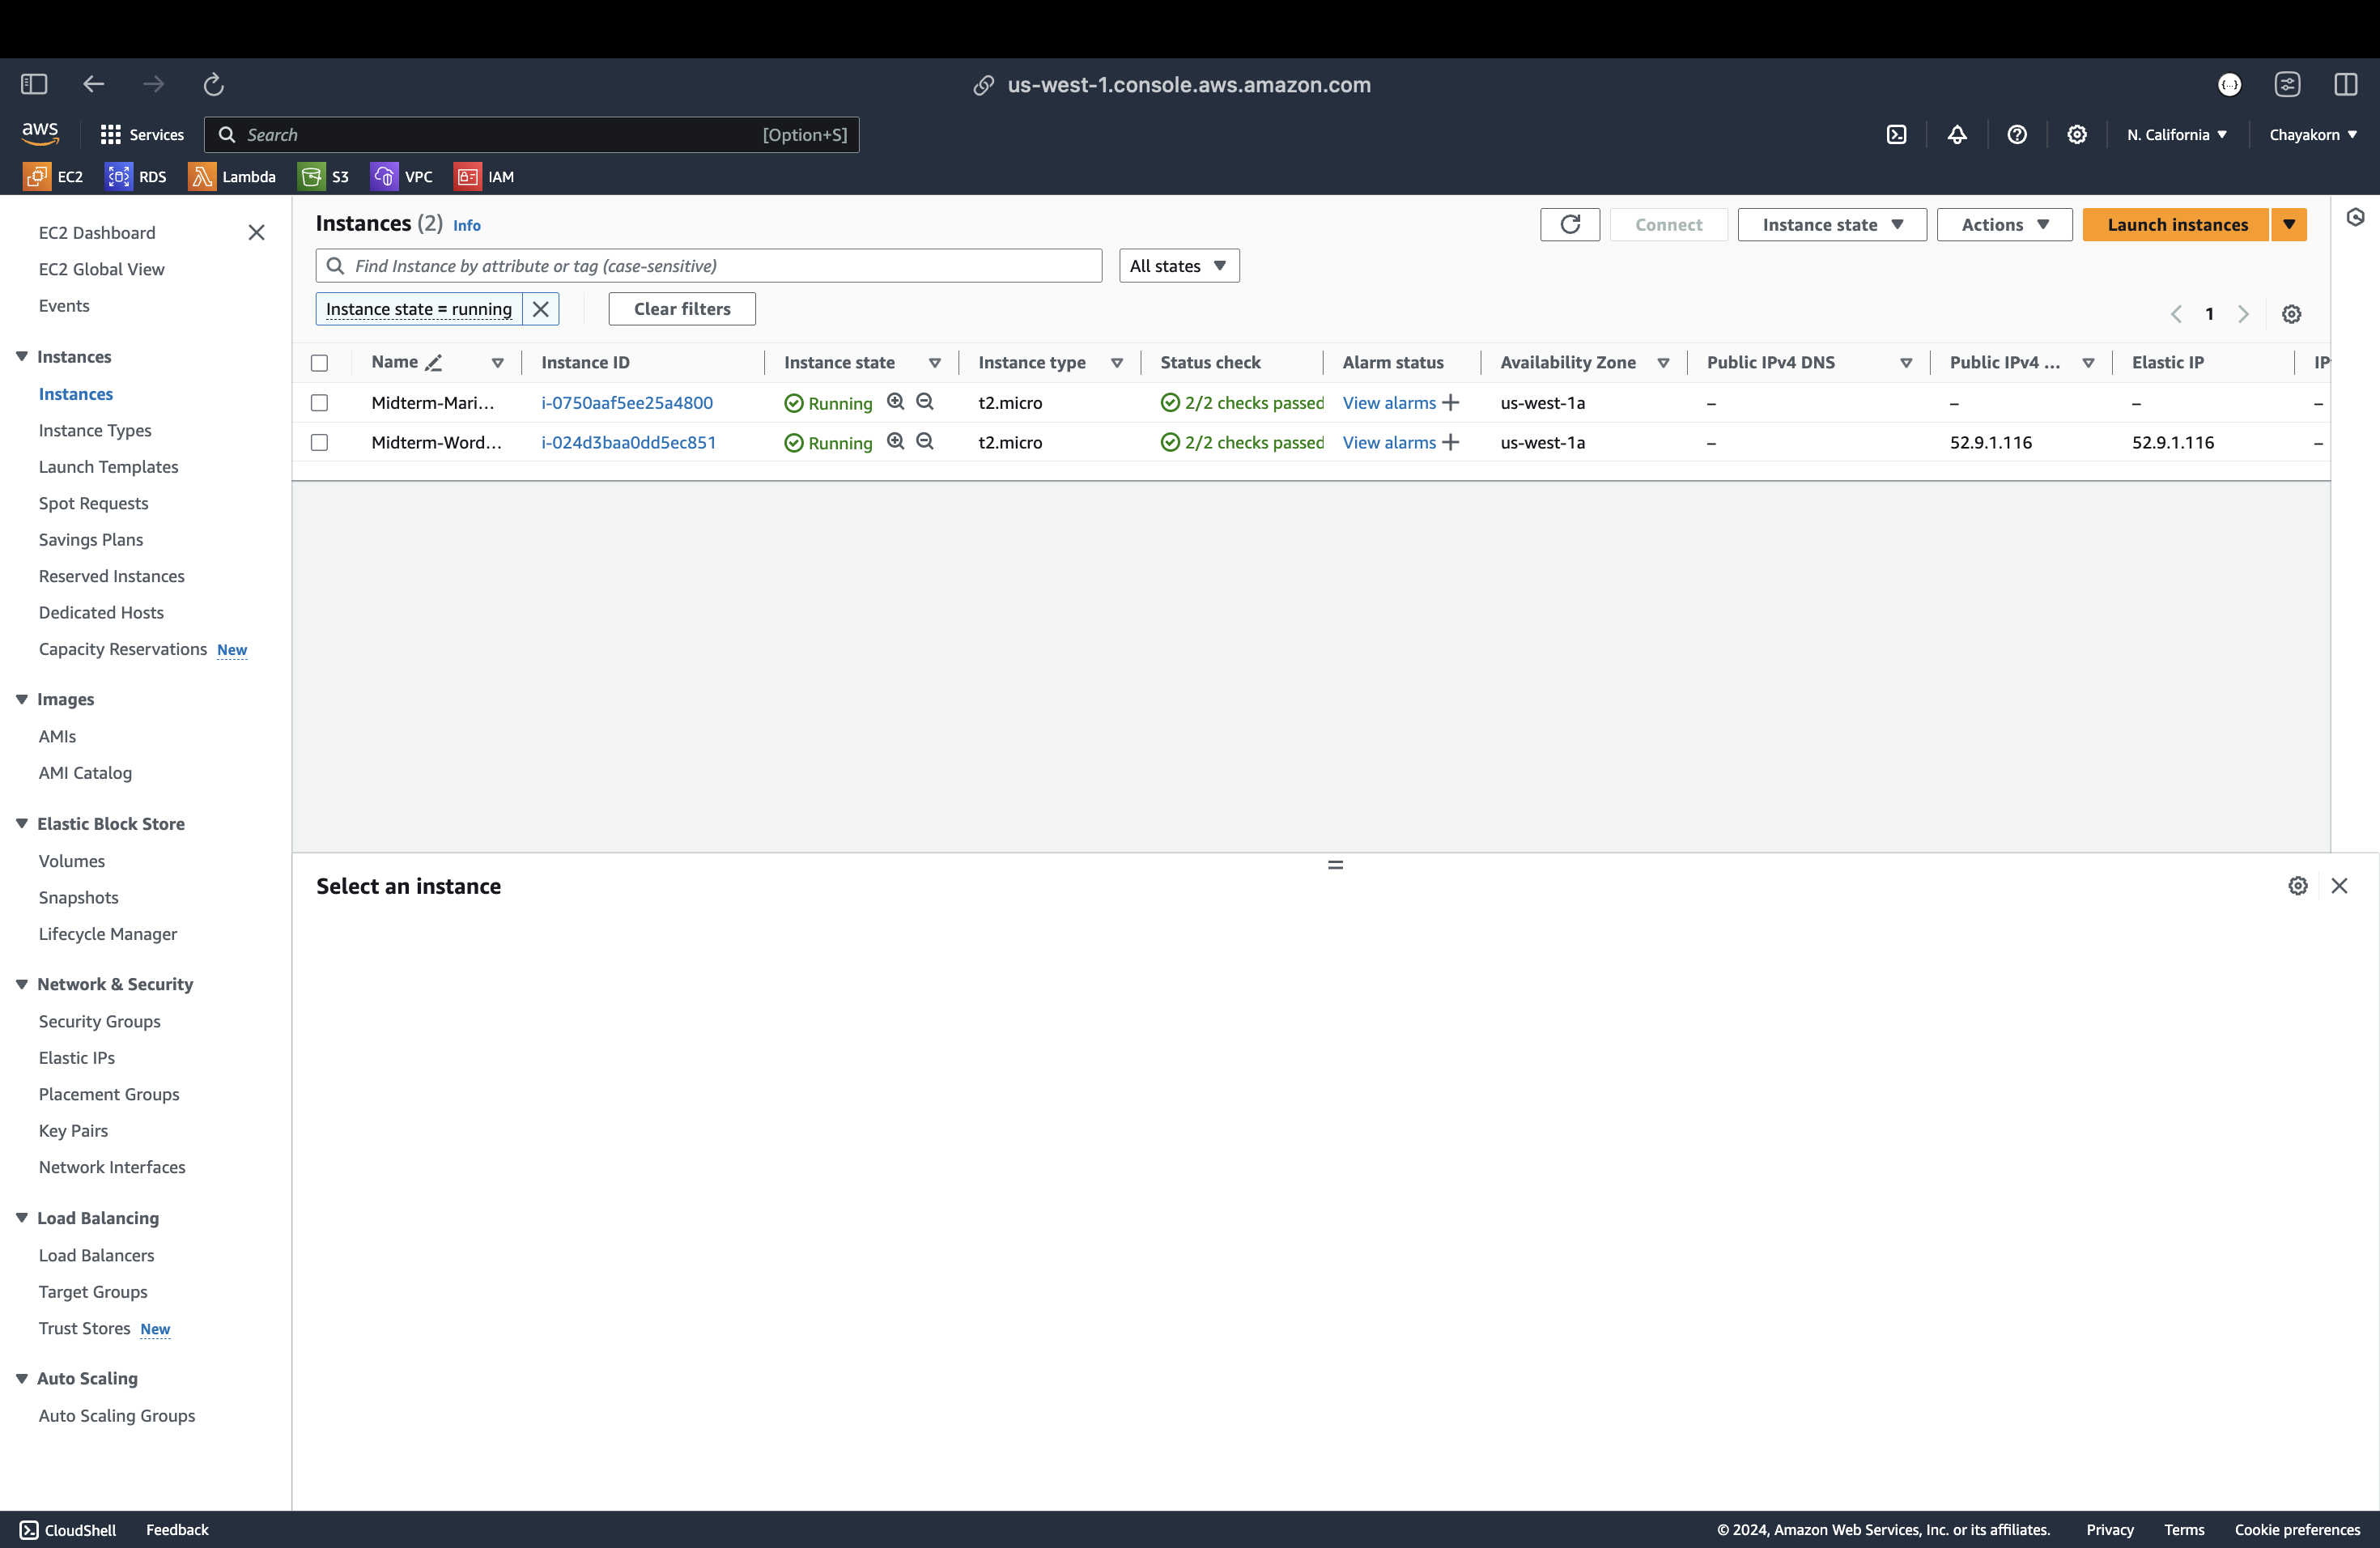 us-west-1.console.aws.amazon.com
aws Services Search [Option+S] N. California Chayakorn
EC2 RDS Lambda S3 VPC IAM
EC2 Dashboard
EC2 Global View
Events
Instances
Instances
Instance Types
Launch Templates
Spot Requests
Savings Plans
Reserved Instances
Dedicated Hosts
Capacity Reservations New
Images
AMIs
AMI Catalog
Elastic Block Store
Volumes
Snapshots
Lifecycle Manager
Network & Security
Security Groups
Elastic IPs
Placement Groups
Key Pairs
Network Interfaces
Load Balancing
Load Balancers
Target Groups
Trust Stores New
Auto Scaling
Auto Scaling Groups
Instances (2) Info Connect Instance state Actions Launch instances
Find Instance by attribute or tag (case-sensitive) All states
Instance state = running Clear filters 1
Name Instance ID Instance state Instance type Status check Alarm status Availability Zone Public IPv4 DNS Public IPv4 ... Elastic IP IP
Midterm-Mari... i-0750aaf5ee25a4800 Running t2.micro 2/2 checks passed View alarms + us-west-1a – – – –
Midterm-Word... i-024d3baa0dd5ec851 Running t2.micro 2/2 checks passed View alarms + us-west-1a – 52.9.1.116 52.9.1.116 –
Select an instance
CloudShell Feedback © 2024, Amazon Web Services, Inc. or its affiliates. Privacy Terms Cookie preferences